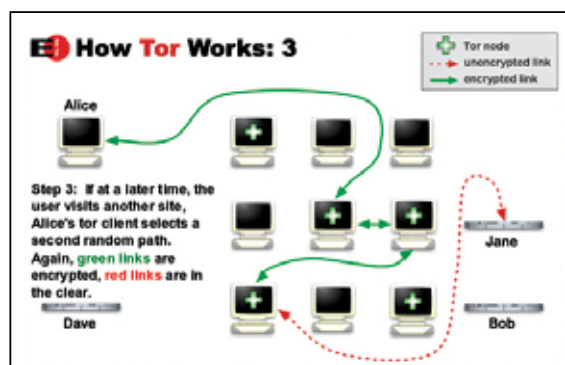 How Tor Works: 3
Tor node
unencrypted link
encrypted link
Alice
Step 3: If at a later time, the
user visits another site,
Alice's tor client selects a
second random path.
Again, green links are
encrypted, red links are in
the clear.
Jane
Dave
Bob